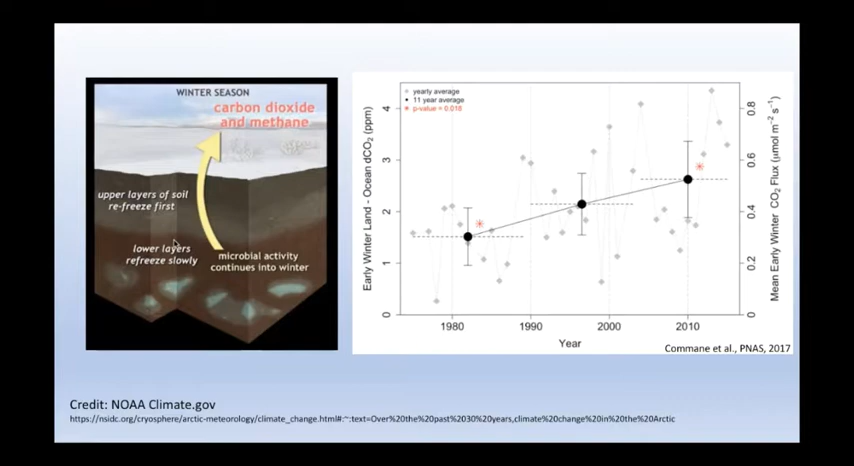 WINTER SEASON
carbon dioxide
and methane
upper layers of soil
re-freeze first
lower layers
refreeze slowly
microbial activity
continues into winter
yearly average
11 year average
p-value = 0.018
Early Winter Land - Ocean dCO2 (ppm)
4
3
2
1
0
1980
1990
2000
2010
Year
0.8
0.6
0.4
0.2
0
Mean Early Winter CO2 Flux (μmol m−2 s−1)
Commane et al., PNAS, 2017
Credit: NOAA Climate.gov
https://nsidc.org/cryosphere/arctic-meteorology/climate_change.html#:~:text=Over%20the%20past%2030%20years,climate%20change%20in%20the%20Arctic